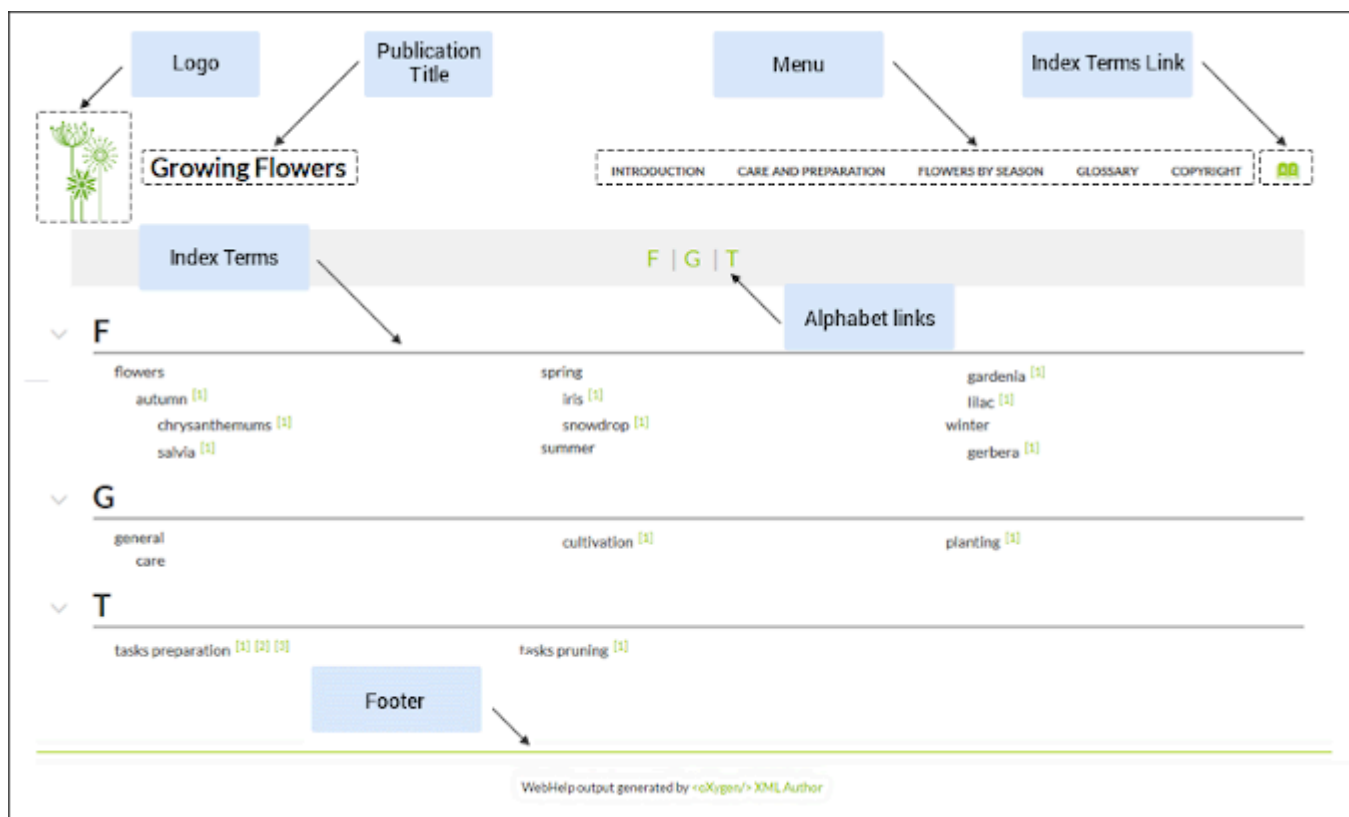 Logo
Publication
Title
Menu
Index Terms Link
Growing Flowers
INTRODUCTION CARE AND PREPARATION FLOWERS BY SEASON GLOSSARY COPYRIGHT
Index Terms
F | G | T
Alphabet links
F
flowers spring gardenia [1]
autumn [1] iris [1] lilac [1]
chrysanthemums [1] snowdrop [1] winter
salvia [1] summer gerbera [1]
G
general cultivation [1] planting [1]
care
T
tasks preparation [1] [2] [3] tasks pruning [1]
Footer
WebHelp output generated by <oXygen/> XML Author